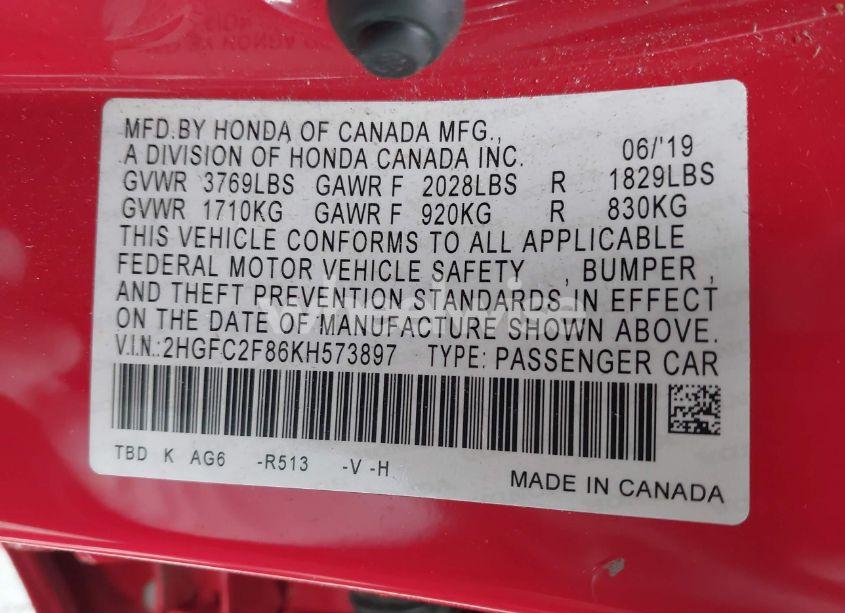 MFD.BY HONDA OF CANADA MFG.,
A DIVISION OF HONDA CANADA INC. 06/'19
GVWR 3769LBS GAWR F 2028LBS R 1829LBS
GVWR 1710KG GAWR F 920KG R 830KG
THIS VEHICLE CONFORMS TO ALL APPLICABLE
FEDERAL MOTOR VEHICLE SAFETY , BUMPER ,
AND THEFT PREVENTION STANDARDS IN EFFECT
ON THE DATE OF MANUFACTURE SHOWN ABOVE.
V.I.N.:2HGFC2F86KH573897 TYPE: PASSENGER CAR
TBD K AG6 -R513 -V -H
MADE IN CANADA